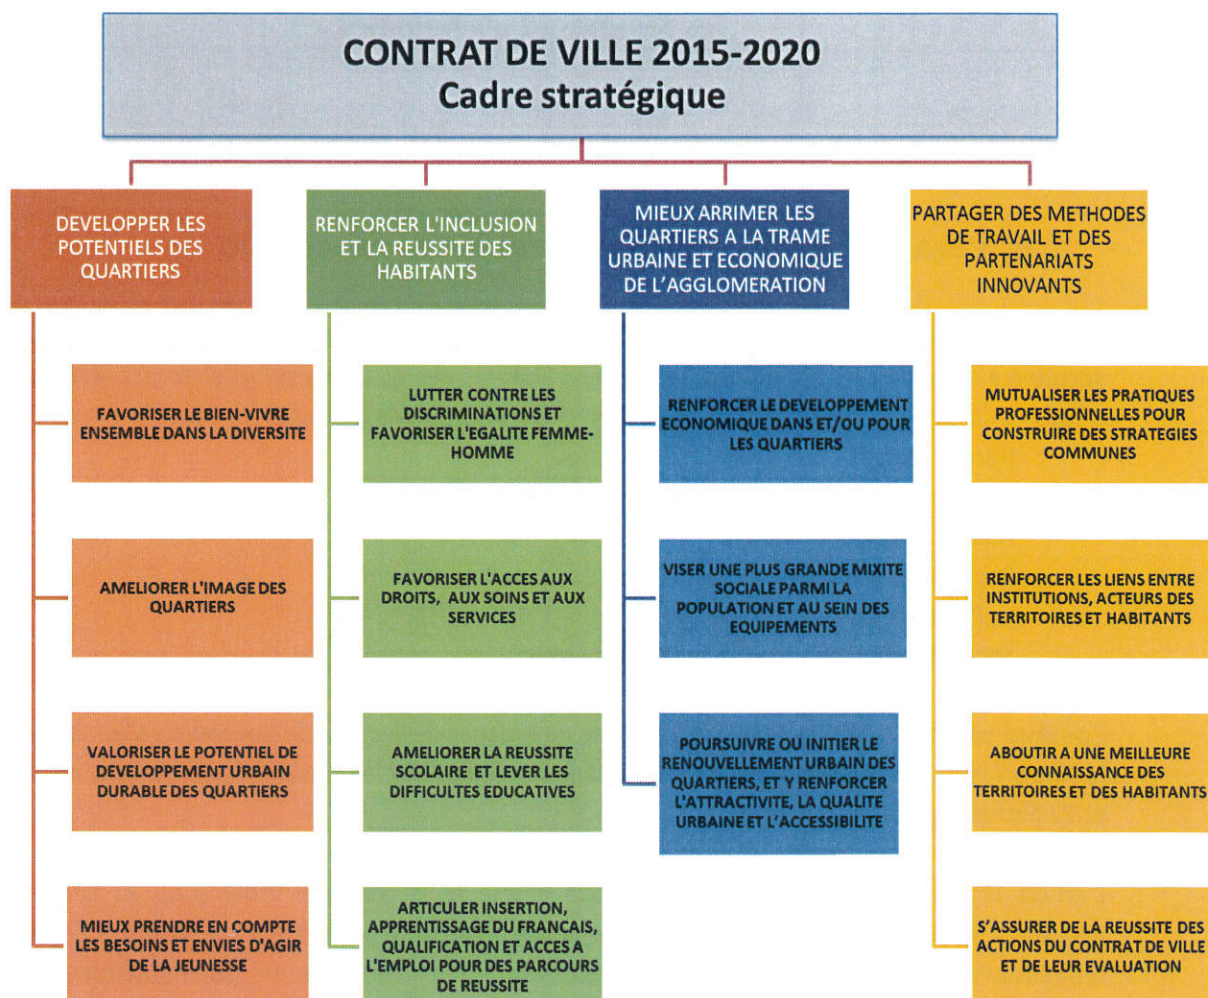 CONTRAT DE VILLE 2015-2020
Cadre stratégique
DEVELOPPER LES
POTENTIELS DES
QUARTIERS
FAVORISER LE BIEN-VIVRE
ENSEMBLE DANS LA DIVERSITE
AMELIORER L'IMAGE DES
QUARTIERS
VALORISER LE POTENTIEL DE
DEVELOPPEMENT URBAIN
DURABLE DES QUARTIERS
MIEUX PRENDRE EN COMPTE
LES BESOINS ET ENVIES D'AGIR
DE LA JEUNESSE
RENFORCER L'INCLUSION
ET LA REUSSITE DES
HABITANTS
LUTTER CONTRE LES
DISCRIMINATIONS ET
FAVORISER L'EGALITE FEMME-
HOMME
FAVORISER L'ACCES AUX
DROITS, AUX SOINS ET AUX
SERVICES
AMELIORER LA REUSSITE
SCOLAIRE ET LEVER LES
DIFFICULTES EDUCATIVES
ARTICULER INSERTION,
APPRENTISSAGE DU FRANCAIS,
QUALIFICATION ET ACCES A
L'EMPLOI POUR DES PARCOURS
DE REUSSITE
MIEUX ARRIMER LES
QUARTIERS A LA TRAME
URBAINE ET ECONOMIQUE
DE L'AGGLOMERATION
RENFORCER LE DEVELOPPEMENT
ECONOMIQUE DANS ET/OU POUR
LES QUARTIERS
VISER UNE PLUS GRANDE MIXITE
SOCIALE PARMI LA
POPULATION ET AU SEIN DES
EQUIPEMENTS
POURSUIVRE OU INITIER LE
RENOUVELLEMENT URBAIN DES
QUARTIERS, ET Y RENFORCER
L'ATTRACTIVITE, LA QUALITE
URBAINE ET L'ACCESSIBILITE
PARTAGER DES METHODES
DE TRAVAIL ET DES
PARTENARIATS
INNOVANTS
MUTUALISER LES PRATIQUES
PROFESSIONNELLES POUR
CONSTRUIRE DES STRATEGIES
COMMUNES
RENFORCER LES LIENS ENTRE
INSTITUTIONS, ACTEURS DES
TERRITOIRES ET HABITANTS
ABOUTIR A UNE MEILLEURE
CONNAISSANCE DES
TERRITOIRES ET DES HABITANTS
S'ASSURER DE LA REUSSITE DES
ACTIONS DU CONTRAT DE VILLE
ET DE LEUR EVALUATION